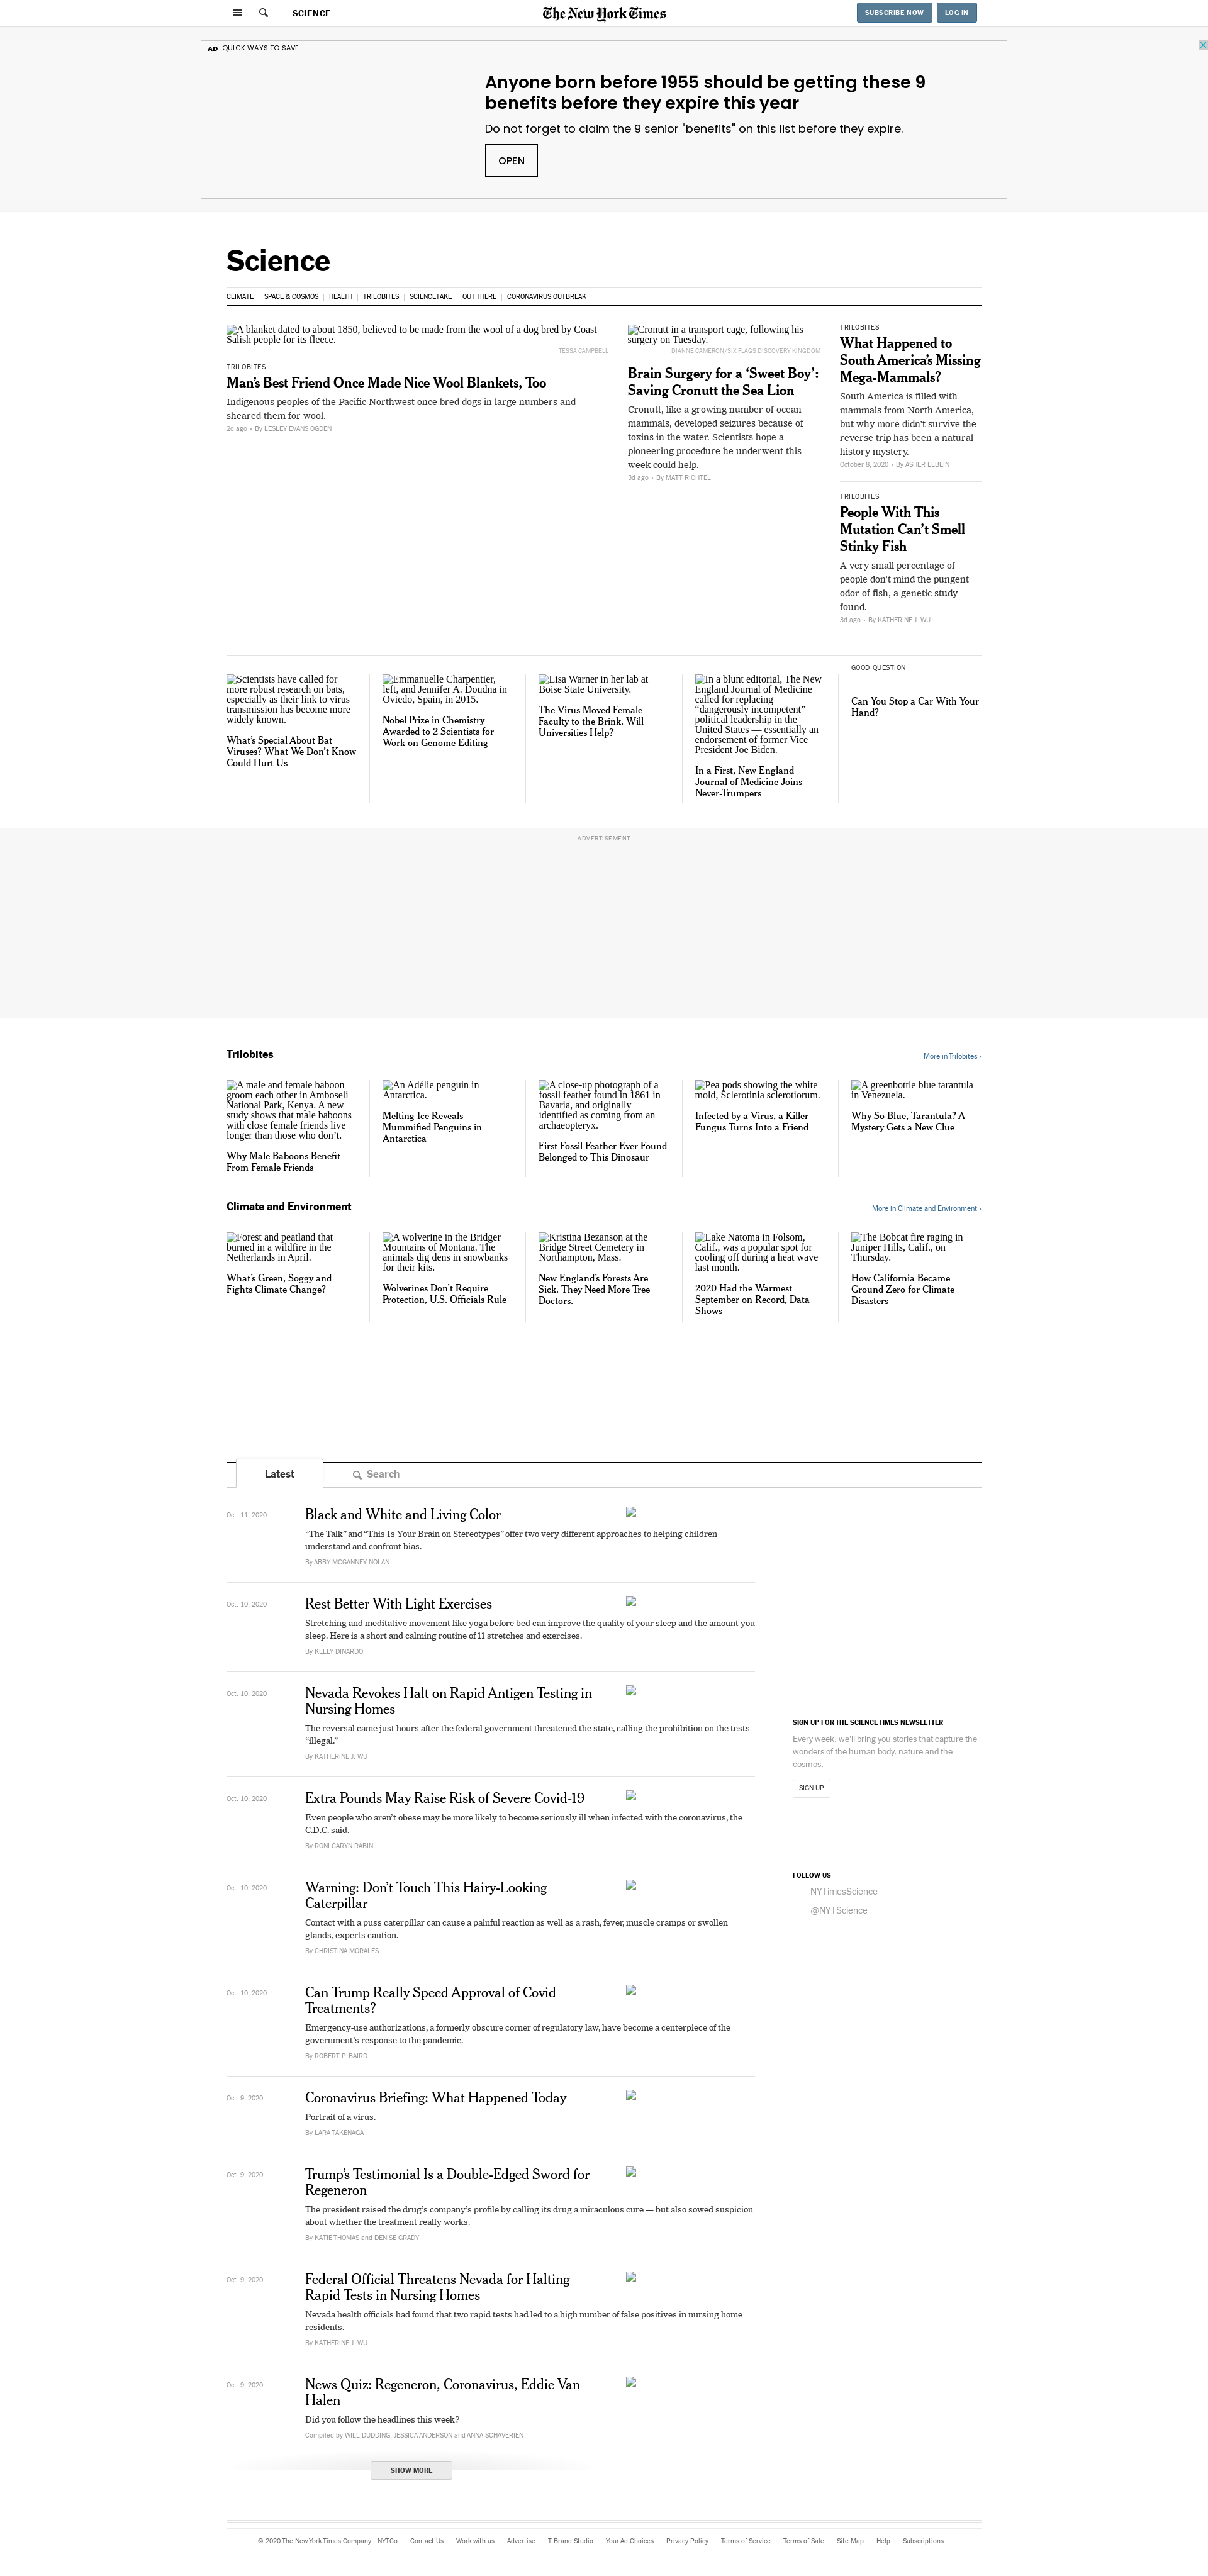 SCIENCE
The New York Times
SUBSCRIBE NOW
LOG IN
AD QUICK WAYS TO SAVE
Anyone born before 1955 should be getting these 9
benefits before they expire this year
Do not forget to claim the 9 senior "benefits" on this list before they expire.
OPEN
Science
CLIMATE | SPACE & COSMOS | HEALTH | TRILOBITES | SCIENCETAKE | OUT THERE | CORONAVIRUS OUTBREAK
A blanket dated to about 1850, believed to be made from the wool of a dog bred by Coast
Salish people for its fleece.
TESSA CAMPBELL
TRILOBITES
Man's Best Friend Once Made Nice Wool Blankets, Too
Indigenous peoples of the Pacific Northwest once bred dogs in large numbers and
sheared them for wool.
2d ago • By LESLEY EVANS OGDEN
Cronutt in a transport cage, following his
surgery on Tuesday.
DIANNE CAMERON/SIX FLAGS DISCOVERY KINGDOM
Brain Surgery for a ‘Sweet Boy’:
Saving Cronutt the Sea Lion
Cronutt, like a growing number of ocean
mammals, developed seizures because of
toxins in the water. Scientists hope a
pioneering procedure he underwent this
week could help.
3d ago • By MATT RICHTEL
TRILOBITES
What Happened to
South America’s Missing
Mega-Mammals?
South America is filled with
mammals from North America,
but why more didn’t survive the
reverse trip has been a natural
history mystery.
October 8, 2020 • By ASHER ELBEIN
TRILOBITES
People With This
Mutation Can’t Smell
Stinky Fish
A very small percentage of
people don’t mind the pungent
odor of fish, a genetic study
found.
3d ago • By KATHERINE J. WU
Scientists have called for
more robust research on bats,
especially as their link to virus
transmission has become more
widely known.
What’s Special About Bat
Viruses? What We Don’t Know
Could Hurt Us
Emmanuelle Charpentier,
left, and Jennifer A. Doudna in
Oviedo, Spain, in 2015.
Nobel Prize in Chemistry
Awarded to 2 Scientists for
Work on Genome Editing
Lisa Warner in her lab at
Boise State University.
The Virus Moved Female
Faculty to the Brink. Will
Universities Help?
In a blunt editorial, The New
England Journal of Medicine
called for replacing
“dangerously incompetent”
political leadership in the
United States — essentially an
endorsement of former Vice
President Joe Biden.
In a First, New England
Journal of Medicine Joins
Never-Trumpers
GOOD QUESTION
Can You Stop a Car With Your
Hand?
ADVERTISEMENT
Trilobites
More in Trilobites ›
A male and female baboon
groom each other in Amboseli
National Park, Kenya. A new
study shows that male baboons
with close female friends live
longer than those who don’t.
Why Male Baboons Benefit
From Female Friends
An Adélie penguin in
Antarctica.
Melting Ice Reveals
Mummified Penguins in
Antarctica
A close-up photograph of a
fossil feather found in 1861 in
Bavaria, and originally
identified as coming from an
archaeopteryx.
First Fossil Feather Ever Found
Belonged to This Dinosaur
Pea pods showing the white
mold, Sclerotinia sclerotiorum.
Infected by a Virus, a Killer
Fungus Turns Into a Friend
A greenbottle blue tarantula
in Venezuela.
Why So Blue, Tarantula? A
Mystery Gets a New Clue
Climate and Environment
More in Climate and Environment ›
Forest and peatland that
burned in a wildfire in the
Netherlands in April.
What’s Green, Soggy and
Fights Climate Change?
A wolverine in the Bridger
Mountains of Montana. The
animals dig dens in snowbanks
for their kits.
Wolverines Don’t Require
Protection, U.S. Officials Rule
Kristina Bezanson at the
Bridge Street Cemetery in
Northampton, Mass.
New England’s Forests Are
Sick. They Need More Tree
Doctors.
Lake Natoma in Folsom,
Calif., was a popular spot for
cooling off during a heat wave
last month.
2020 Had the Warmest
September on Record, Data
Shows
The Bobcat fire raging in
Juniper Hills, Calif., on
Thursday.
How California Became
Ground Zero for Climate
Disasters
Latest
Search
Oct. 11, 2020
Black and White and Living Color
“The Talk” and “This Is Your Brain on Stereotypes” offer two very different approaches to helping children
understand and confront bias.
By ABBY MCGANNEY NOLAN
Oct. 10, 2020
Rest Better With Light Exercises
Stretching and meditative movement like yoga before bed can improve the quality of your sleep and the amount you
sleep. Here is a short and calming routine of 11 stretches and exercises.
By KELLY DINARDO
Oct. 10, 2020
Nevada Revokes Halt on Rapid Antigen Testing in
Nursing Homes
The reversal came just hours after the federal government threatened the state, calling the prohibition on the tests
“illegal.”
By KATHERINE J. WU
Oct. 10, 2020
Extra Pounds May Raise Risk of Severe Covid-19
Even people who aren’t obese may be more likely to become seriously ill when infected with the coronavirus, the
C.D.C. said.
By RONI CARYN RABIN
Oct. 10, 2020
Warning: Don’t Touch This Hairy-Looking
Caterpillar
Contact with a puss caterpillar can cause a painful reaction as well as a rash, fever, muscle cramps or swollen
glands, experts caution.
By CHRISTINA MORALES
Oct. 10, 2020
Can Trump Really Speed Approval of Covid
Treatments?
Emergency-use authorizations, a formerly obscure corner of regulatory law, have become a centerpiece of the
government’s response to the pandemic.
By ROBERT P. BAIRD
Oct. 9, 2020
Coronavirus Briefing: What Happened Today
Portrait of a virus.
By LARA TAKENAGA
Oct. 9, 2020
Trump’s Testimonial Is a Double-Edged Sword for
Regeneron
The president raised the drug’s company’s profile by calling its drug a miraculous cure — but also sowed suspicion
about whether the treatment really works.
By KATIE THOMAS and DENISE GRADY
Oct. 9, 2020
Federal Official Threatens Nevada for Halting
Rapid Tests in Nursing Homes
Nevada health officials had found that two rapid tests had led to a high number of false positives in nursing home
residents.
By KATHERINE J. WU
Oct. 9, 2020
News Quiz: Regeneron, Coronavirus, Eddie Van
Halen
Did you follow the headlines this week?
Compiled by WILL DUDDING, JESSICA ANDERSON and ANNA SCHAVERIEN
SHOW MORE
SIGN UP FOR THE SCIENCE TIMES NEWSLETTER
Every week, we’ll bring you stories that capture the
wonders of the human body, nature and the
cosmos.
SIGN UP
FOLLOW US
NYTimesScience
@NYTScience
© 2020 The New York Times Company NYTCo Contact Us Work with us Advertise T Brand Studio Your Ad Choices Privacy Policy Terms of Service Terms of Sale Site Map Help Subscriptions